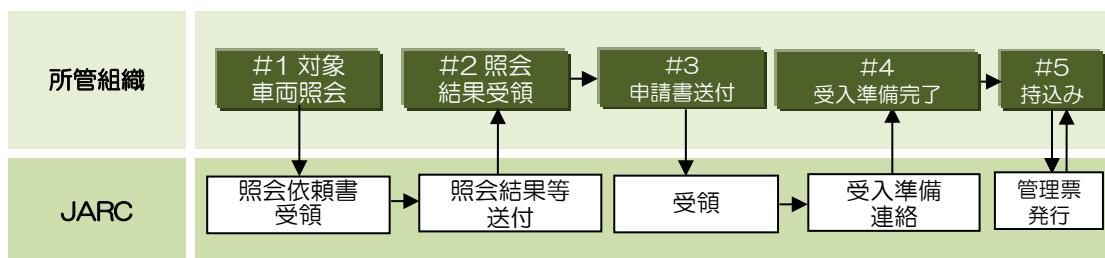 所管組織
#1 対象
車両照会
#2 照会
結果受領
#3
申請書送付
#4
受入準備完了
#5
持込み
JARC
照会依頼書
受領
照会結果等
送付
受領
受入準備
連絡
管理票
発行